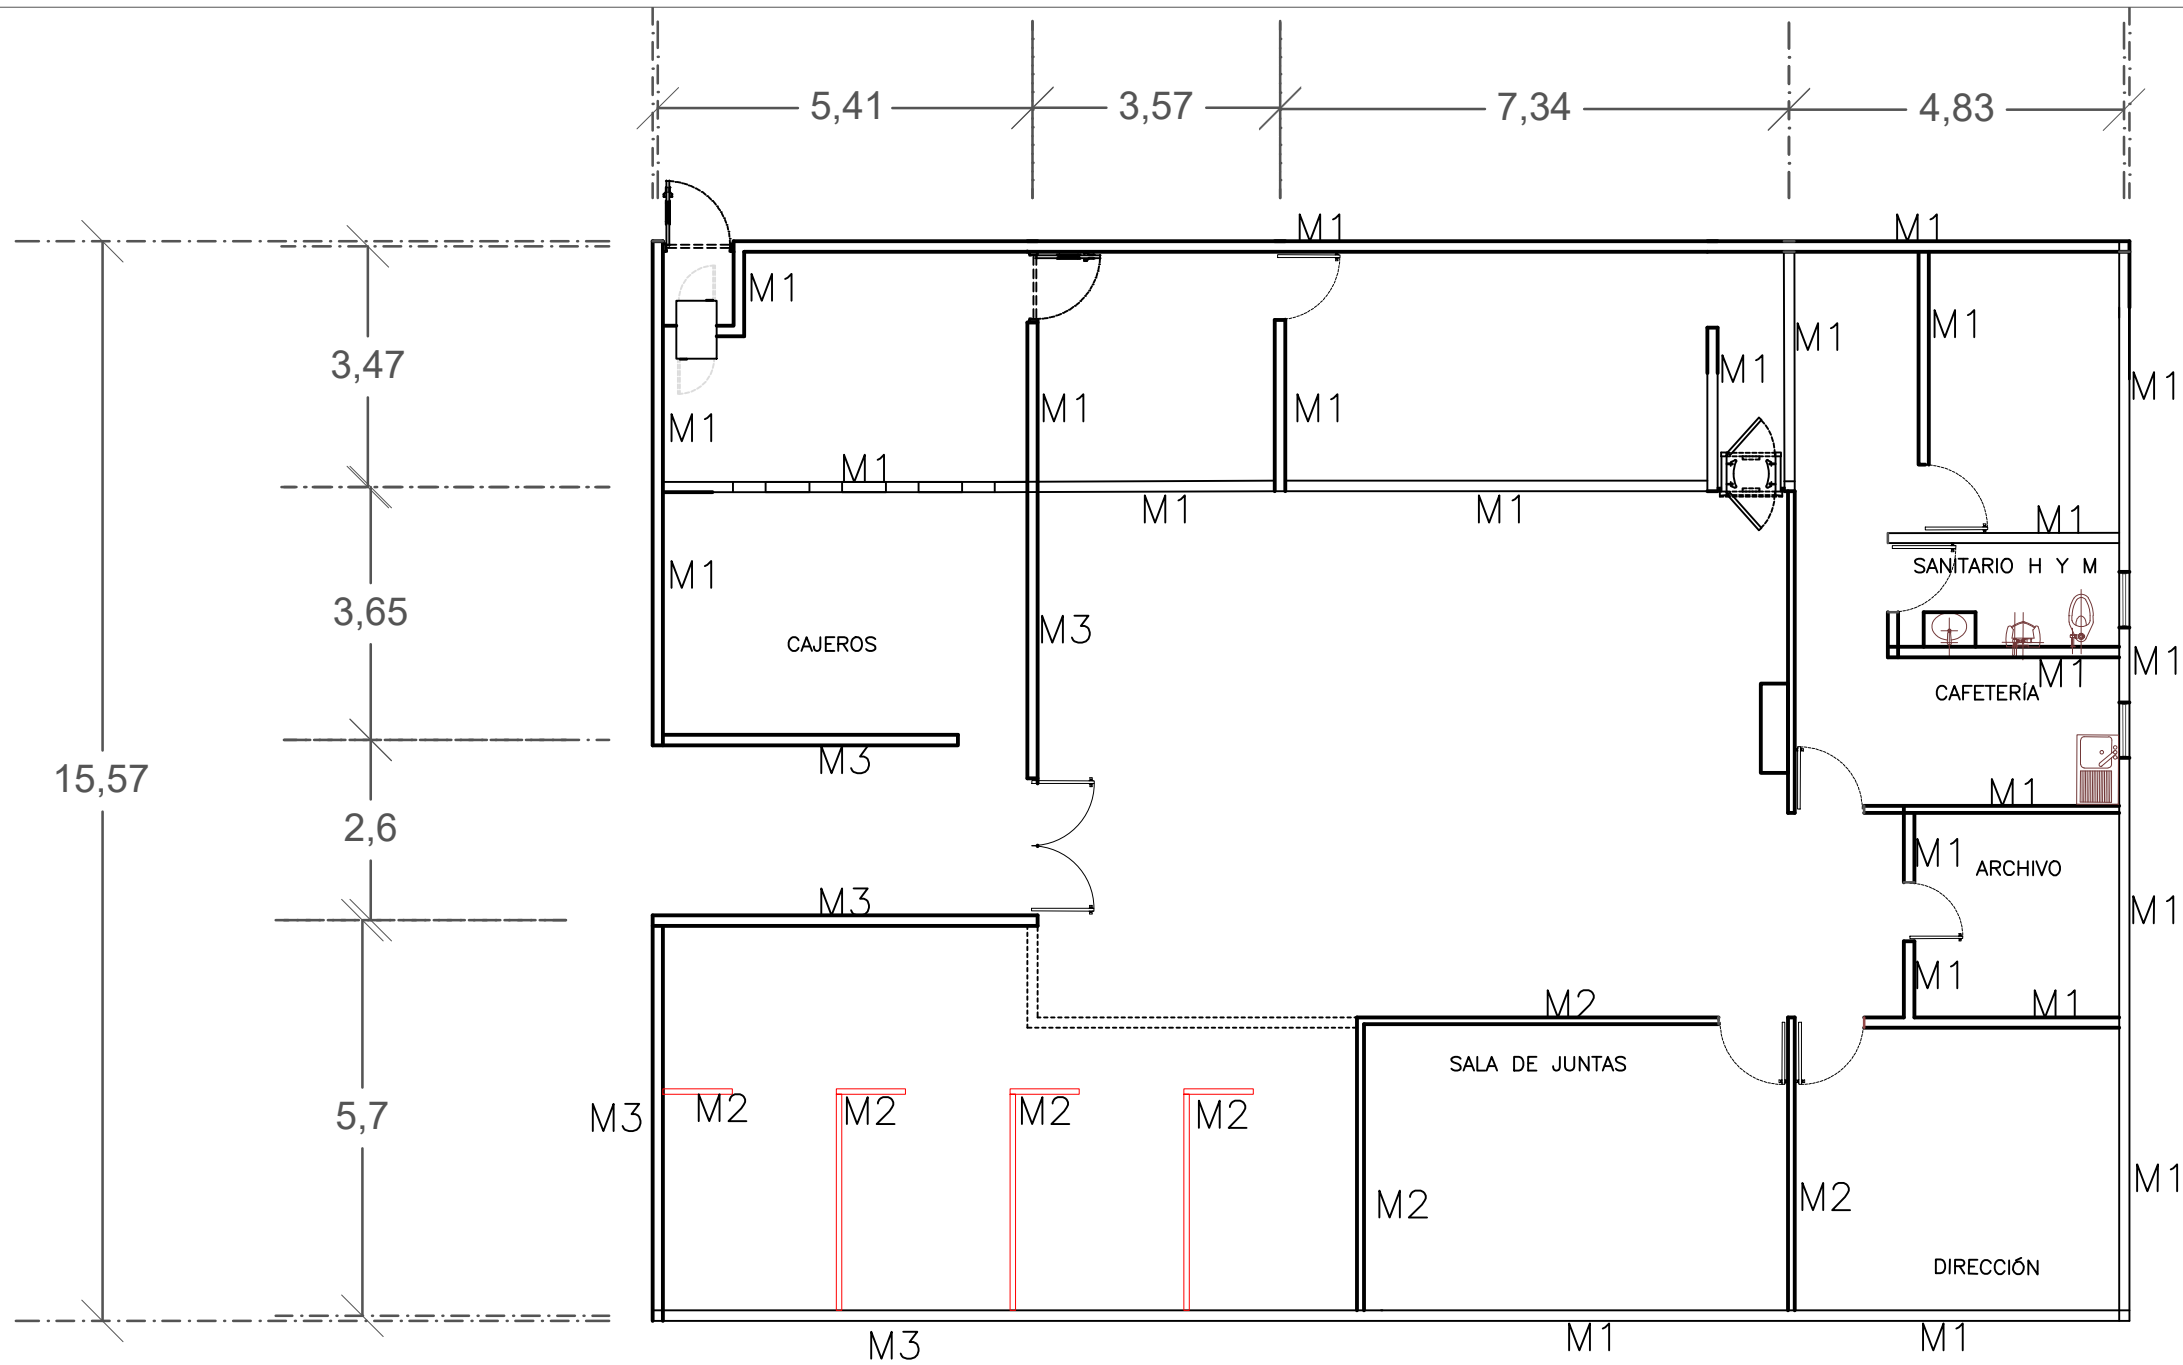 5,41 3,57 7,34 4,83
M1 M1
M1
M1 M1
3,47
M1
M1
M1 M1 M1
M1
M1
M1 M1
M1
SANITARIO H Y M
M1
3,65
M3
CAJEROS
M1
M1
CAFETERÍA
M3
15,57
M1
2,6
M1
ARCHIVO
M3
M1
M1
M2
M1
SALA DE JUNTAS
5,7
M3
M2 M2 M2 M2
M2
M2
M1
DIRECCIÓN
M3
M1 M1